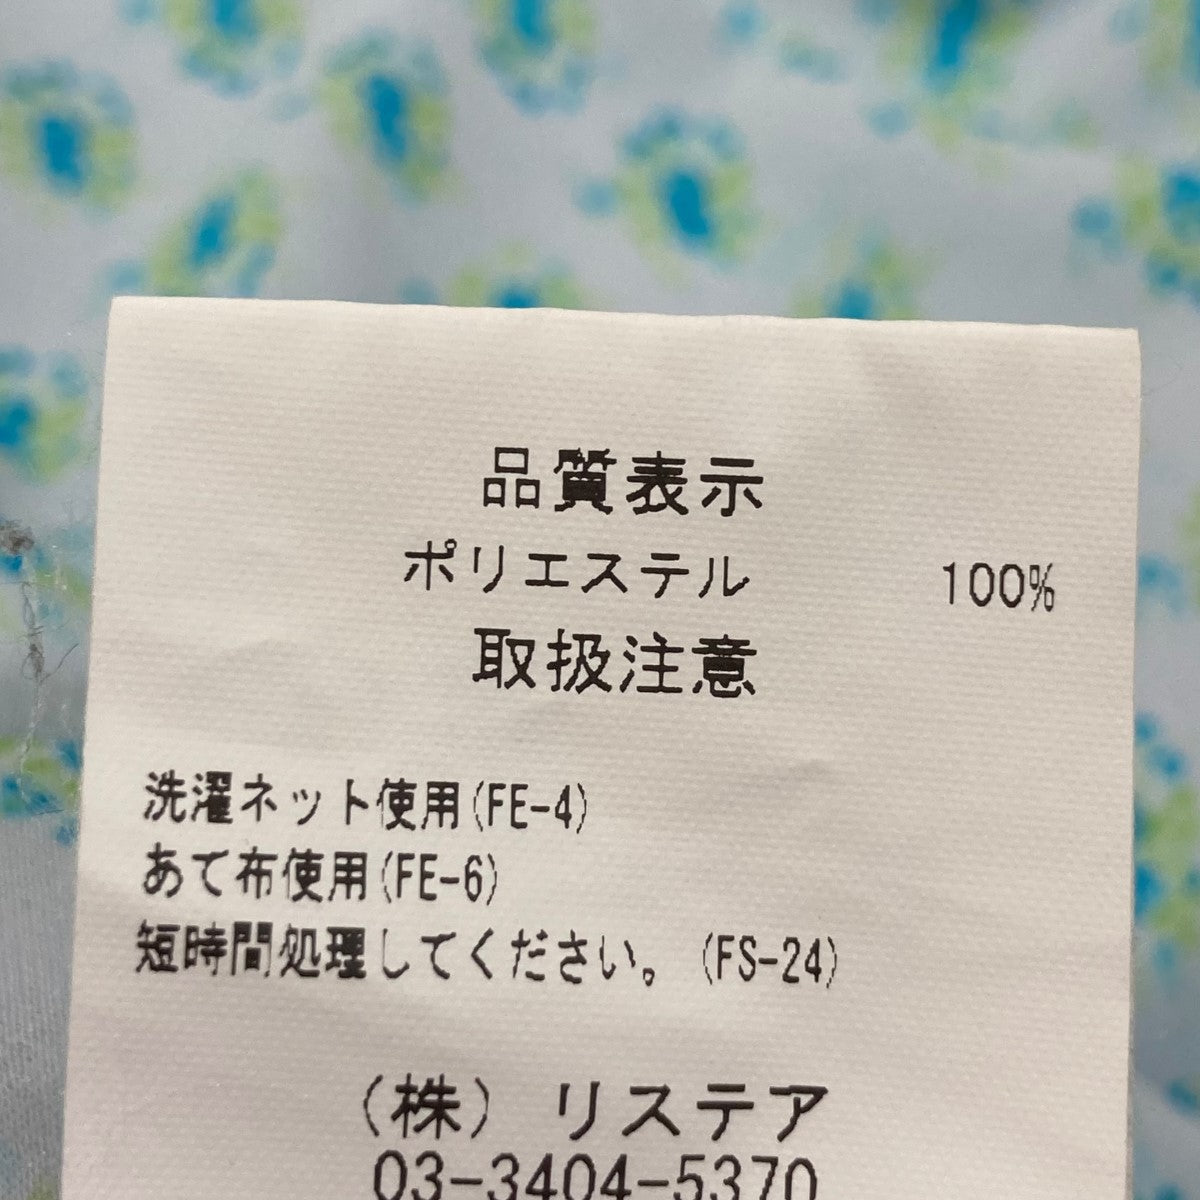 品質表示
ポリエステル 100%
取扱注意
洗濯ネット使用(FE-4)
あて布使用(FE-6)
短時間処理してください。(FS-24)
(株) リステア
03-3404-5370